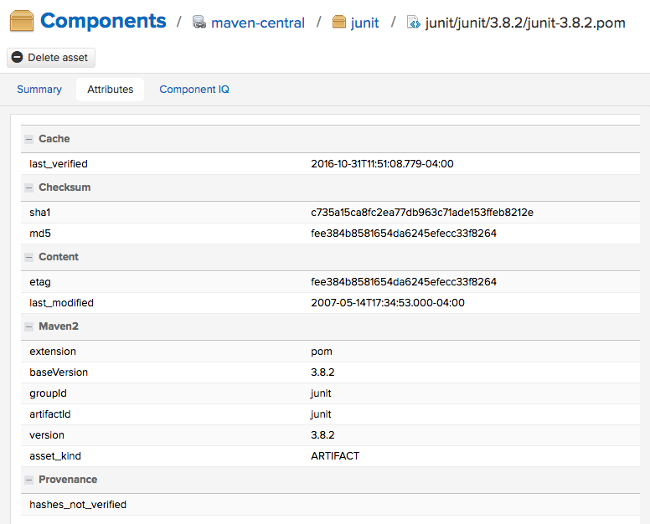 Components / maven-central / junit / junit/junit/3.8.2/junit-3.8.2.pom
Delete asset
Summary Attributes Component IQ
Cache
last_verified 2016-10-31T11:51:08.779-04:00
Checksum
sha1 c735a15ca8fc2ea77db963c71ade153ffeb8212e
md5 fee384b8581654da6245efecc33f8264
Content
etag fee384b8581654da6245efecc33f8264
last_modified 2007-05-14T17:34:53.000-04:00
Maven2
extension pom
baseVersion 3.8.2
groupId junit
artifactId junit
version 3.8.2
asset_kind ARTIFACT
Provenance
hashes_not_verified